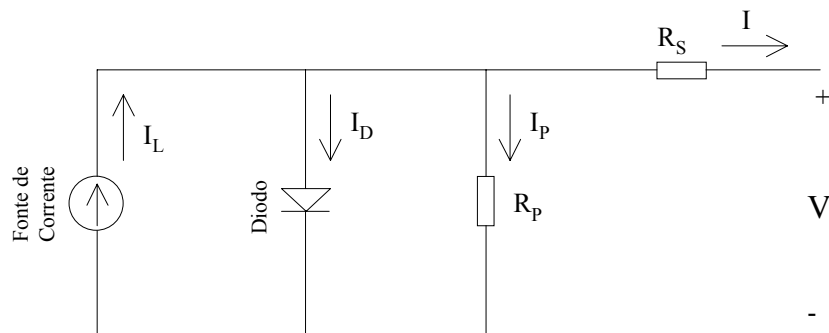 I
R_S
+
I_L
I_D
I_P
Fonte de
Corrente
Diodo
R_P
V
-